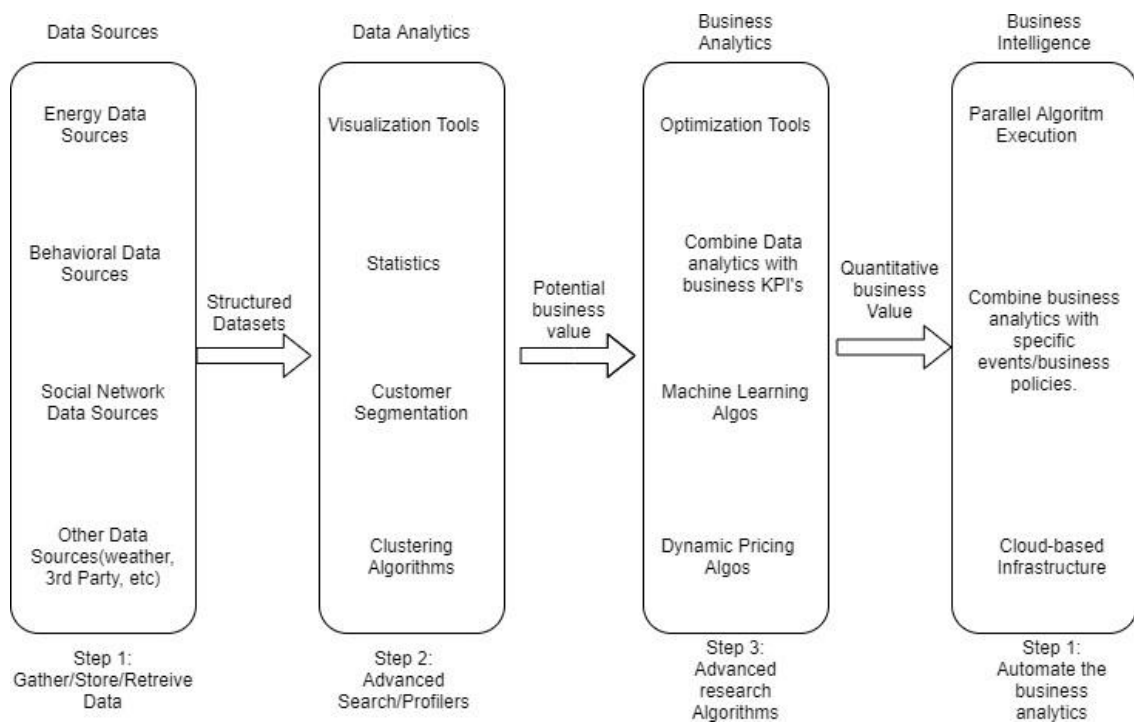 Data Sources
Energy Data
Sources
Behavioral Data
Sources
Social Network
Data Sources
Other Data
Sources(weather,
3rd Party, etc)
Step 1:
Gather/Store/Retreive
Data
Structured
Datasets
Data Analytics
Visualization Tools
Statistics
Customer
Segmentation
Clustering
Algorithms
Step 2:
Advanced
Search/Profilers
Potential
business
value
Business
Analytics
Optimization Tools
Combine Data
analytics with
business KPI's
Machine Learning
Algos
Dynamic Pricing
Algos
Step 3:
Advanced
research
Algorithms
Quantitative
business
Value
Business
Intelligence
Parallel Algoritm
Execution
Combine business
analytics with
specific
events/business
policies.
Cloud-based
Infrastructure
Step 1:
Automate the
business
analytics